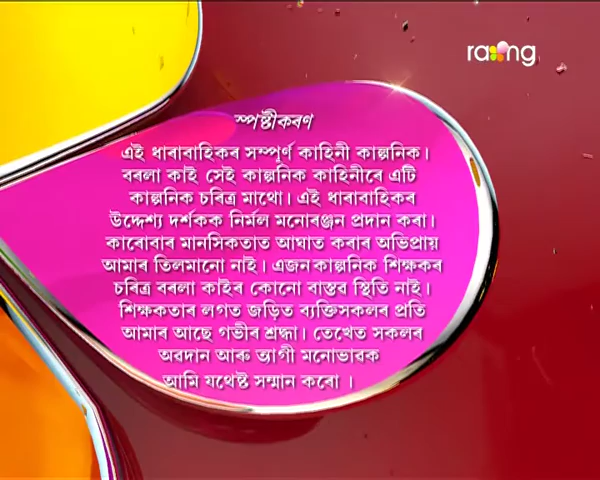 rang
স্পষ্টীকৰণ
এই ধাৰাবাহিকৰ সম্পূৰ্ণ কাহিনী কাল্পনিক।
বৰলা কাই সেই কাল্পনিক কাহিনীৰে এটি
কাল্পনিক চৰিত্ৰ মাথো। এই ধাৰাবাহিকৰ
উদ্দেশ্য দৰ্শকক নিৰ্মল মনোৰঞ্জন প্ৰদান কৰা।
কাৰোবাৰ মানসিকতাত আঘাত কৰাৰ অভিপ্ৰায়
আমাৰ তিলমানো নাই। এজন কাল্পনিক শিক্ষকৰ
চৰিত্ৰ বৰলা কাইৰ কোনো বাস্তৱ স্থিতি নাই।
শিক্ষকতাৰ লগত জড়িত ব্যক্তিসকলৰ প্ৰতি
আমাৰ আছে গভীৰ শ্ৰদ্ধা। তেখেত সকলৰ
অৱদান আৰু ত্যাগী মনোভাৱক
আমি যথেষ্ট সন্মান কৰো ।